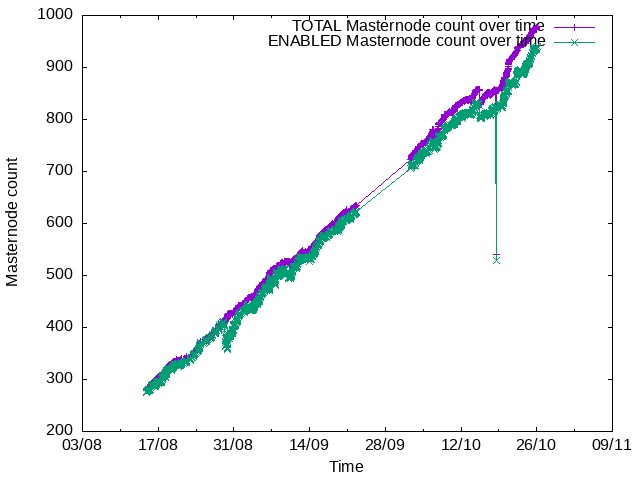 1000
TOTAL Masternode count over time
ENABLED Masternode count over time
900
800
700
600
500
400
300
200
Masternode count
03/08 17/08 31/08 14/09 28/09 12/10 26/10 09/11
Time